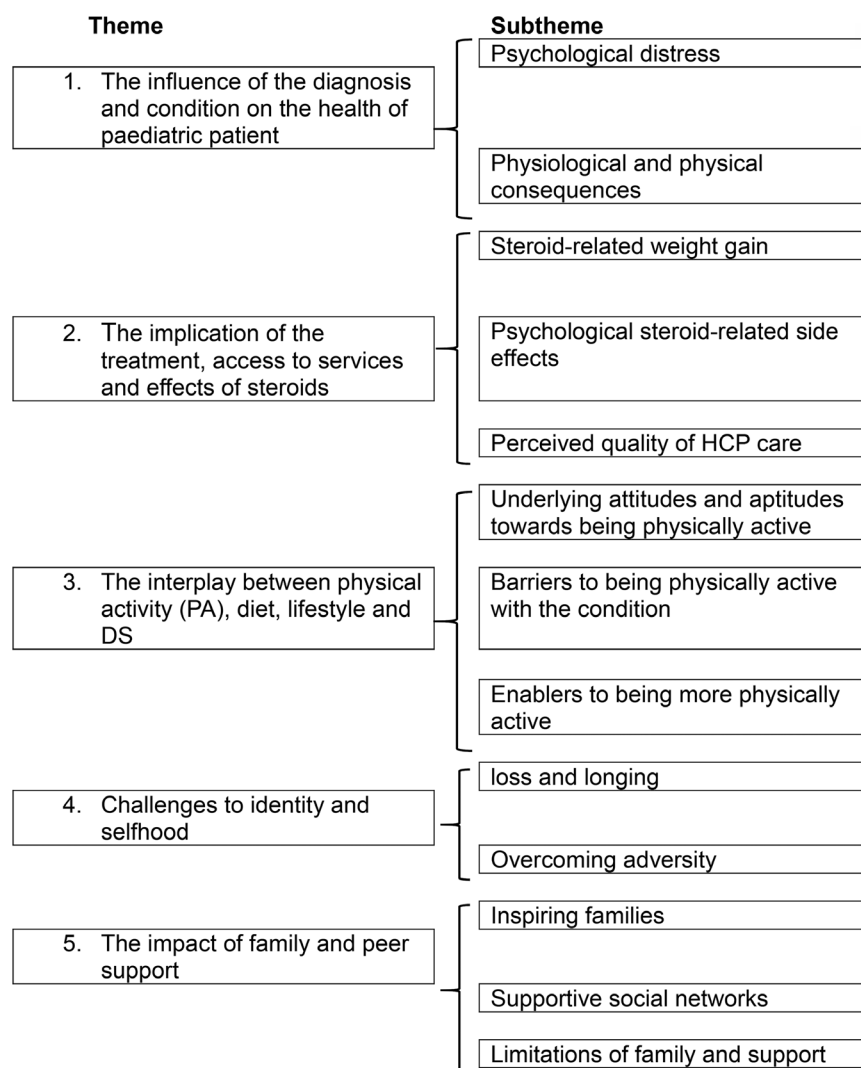 Theme
Subtheme
1. The influence of the diagnosis
and condition on the health of
paediatric patient
Psychological distress
Physiological and physical
consequences
2. The implication of the
treatment, access to services
and effects of steroids
Steroid-related weight gain
Psychological steroid-related side
effects
Perceived quality of HCP care
3. The interplay between physical
activity (PA), diet, lifestyle and
DS
Underlying attitudes and aptitudes
towards being physically active
Barriers to being physically active
with the condition
Enablers to being more physically
active
4. Challenges to identity and
selfhood
loss and longing
Overcoming adversity
5. The impact of family and peer
support
Inspiring families
Supportive social networks
Limitations of family and support